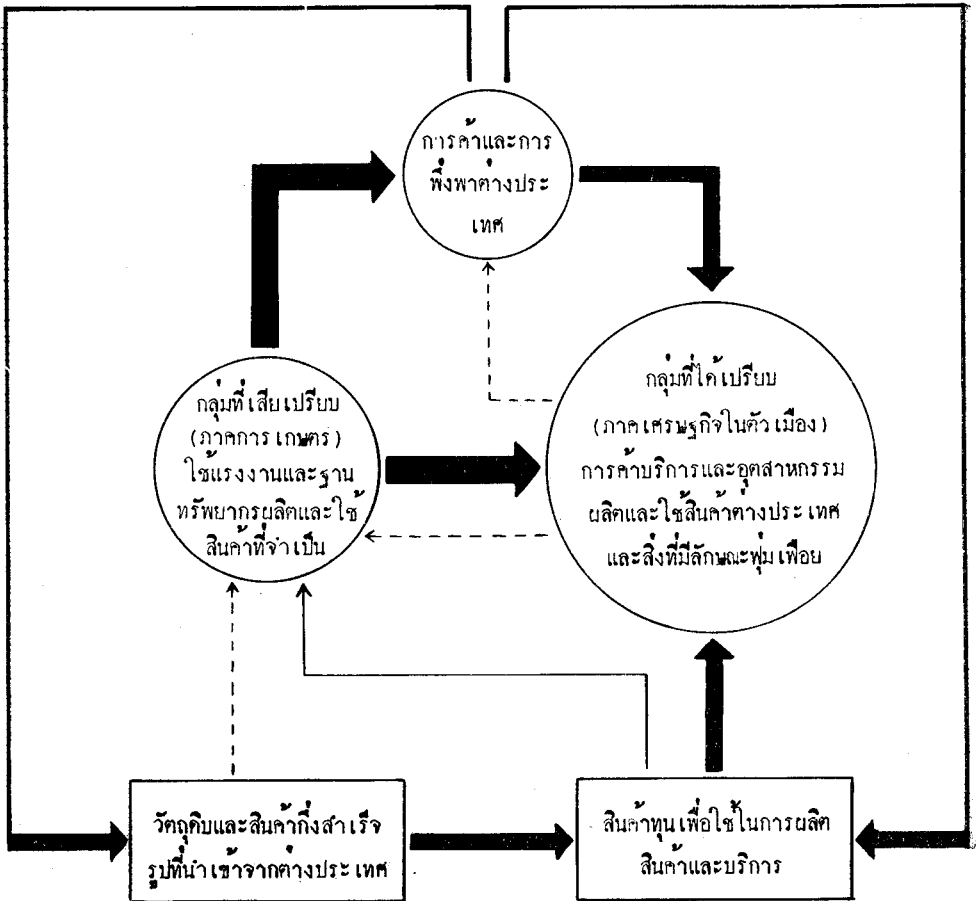 การค้าและการ
พึ่งพาต่างประ
เทศ
กลุ่มที่เสียเปรียบ
(ภาคการเกษตร)
ใช้แรงงานและฐาน
ทรัพยากรผลิตและใช้
สินค้าที่จำเป็น
กลุ่มที่ได้เปรียบ
(ภาคเศรษฐกิจในตัวเมือง)
การค้าบริการและอุตสาหกรรม
ผลิตและใช้สินค้าต่างประเทศ
และสิ่งที่มีลักษณะฟุ่มเฟือย
วัตถุดิบและสินค้ากึ่งสำเร็จ
รูปที่นำเข้าจากต่างประเทศ
สินค้าทุนเพื่อใช้ในการผลิต
สินค้าและบริการ